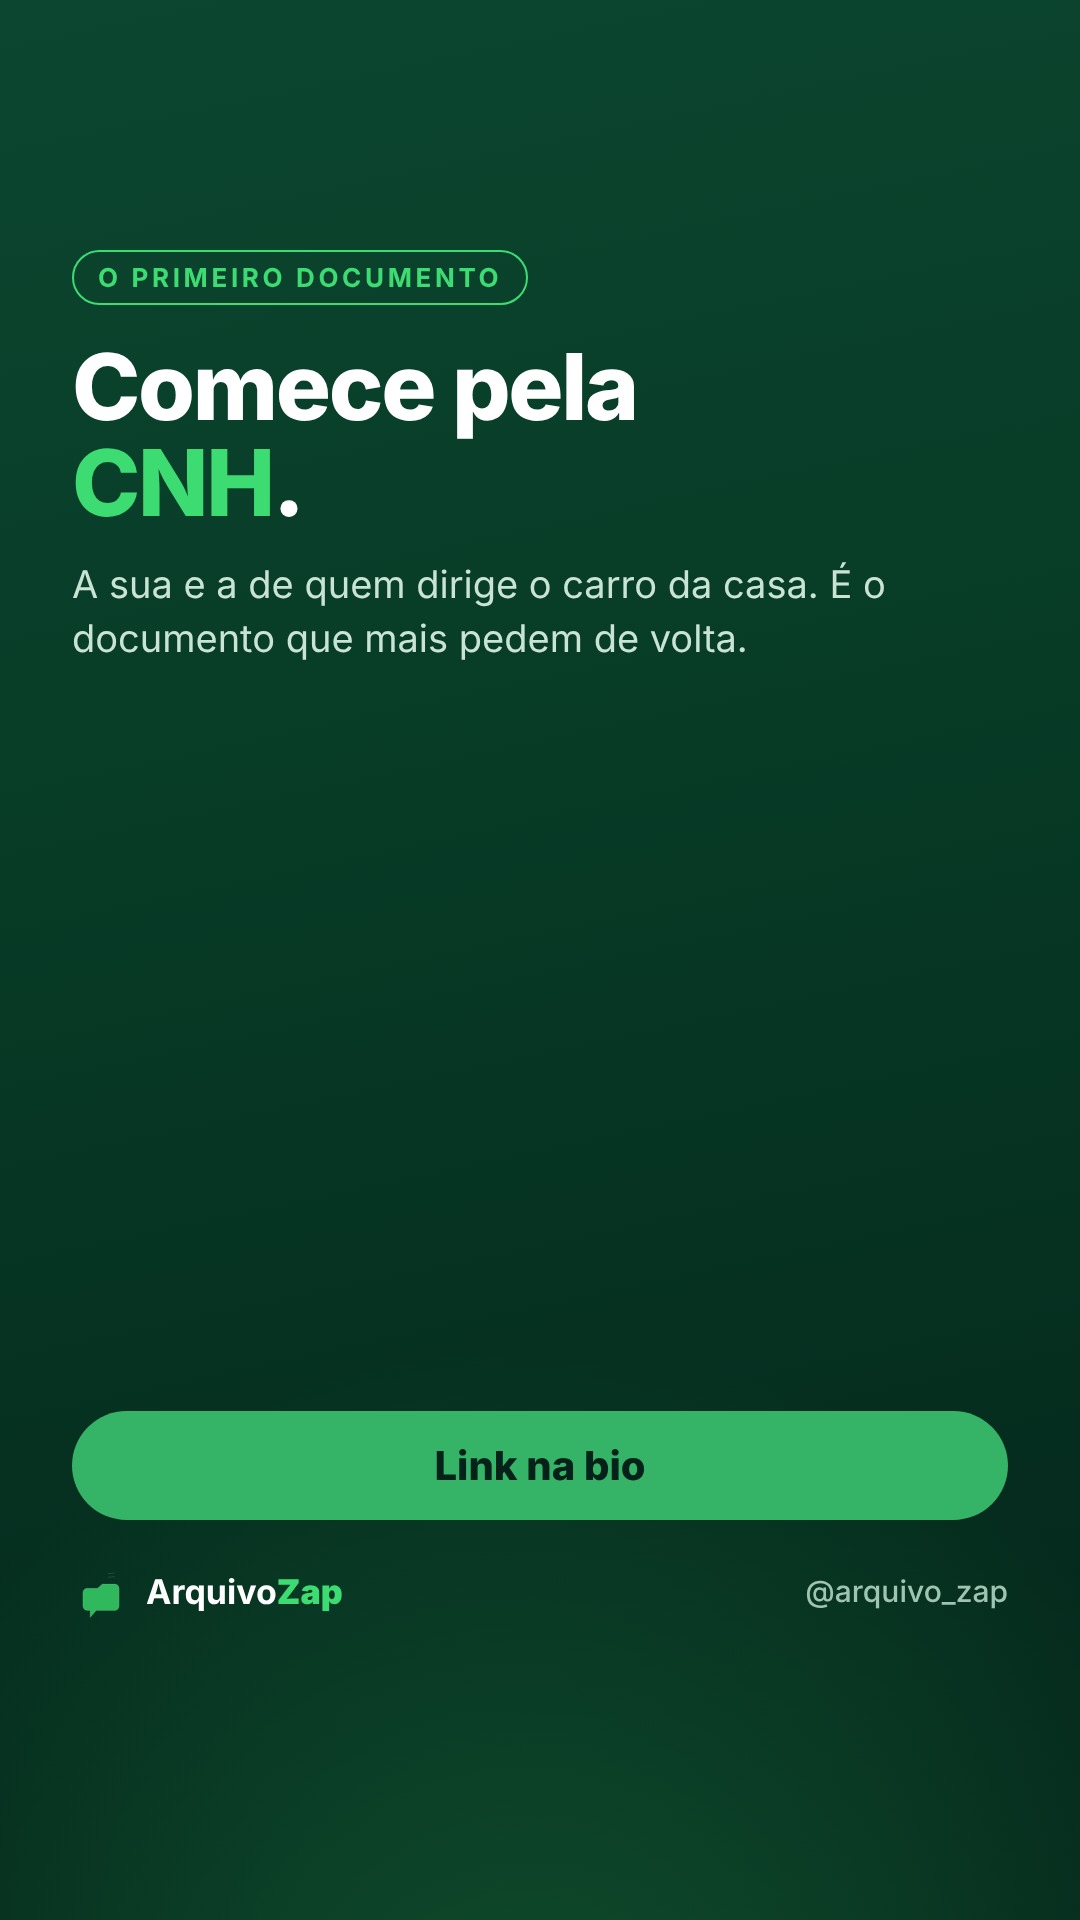 O PRIMEIRO DOCUMENTO
Comece pela
CNH.
A sua e a de quem dirige o carro da casa. É o
documento que mais pedem de volta.
Link na bio
ArquivoZap
@arquivo_zap